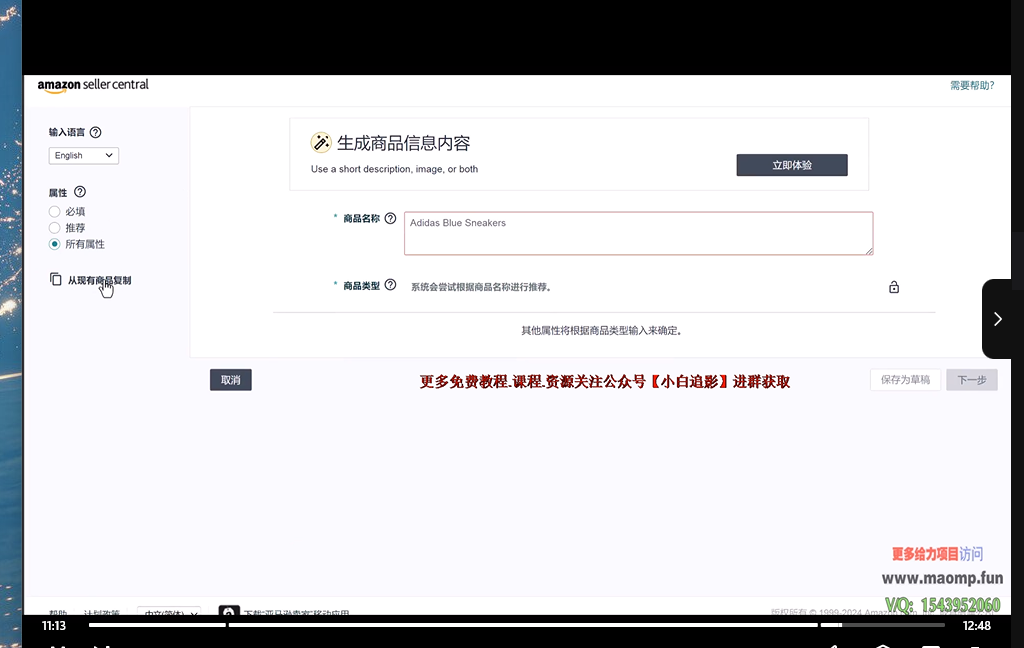 amazon seller central
需要帮助?
输入语言
English
属性
必填
推荐
所有属性
从现有商品复制
生成商品信息内容
Use a short description, image, or both
立即体验
* 商品名称
Adidas Blue Sneakers
* 商品类型
系统会尝试根据商品名称进行推荐。
其他属性将根据商品类型输入来确定。
取消
更多免费教程.课程.资源关注公众号【小白追影】进群获取
保存为草稿
下一步
更多给力项目访问
www.maomp.fun
V/Q: 1543952060
帮助
计划政策
中文(简体)
下载"亚马逊卖家"移动应用
版权所有 © 1999-2024 Amazon.com, Inc.
11:13
12:48